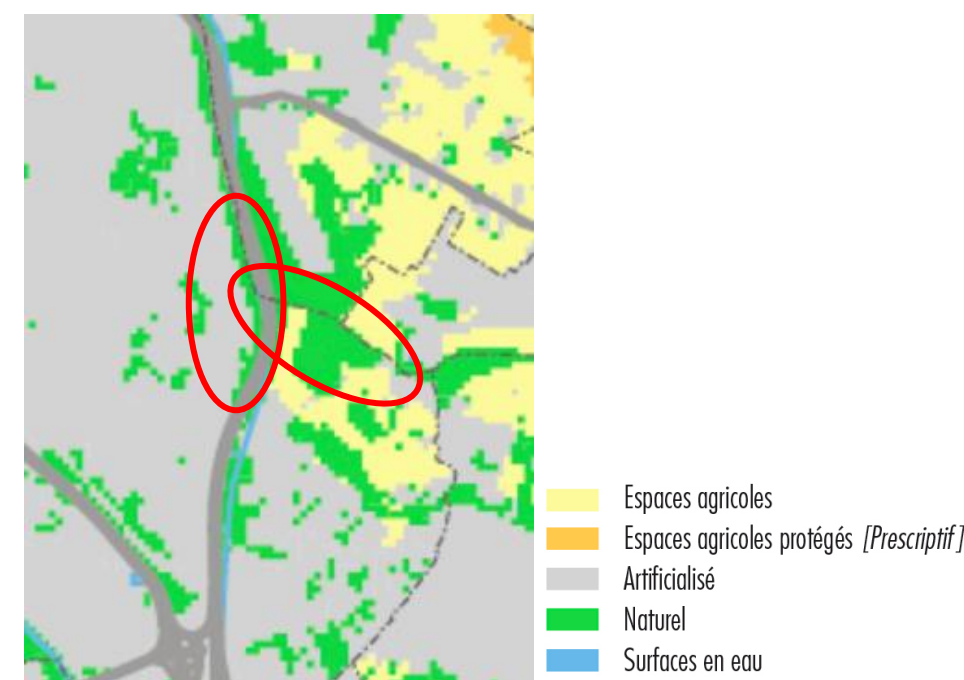 Espaces agricoles
Espaces agricoles protégés [Prescriptif]
Artificialisé
Naturel
Surfaces en eau